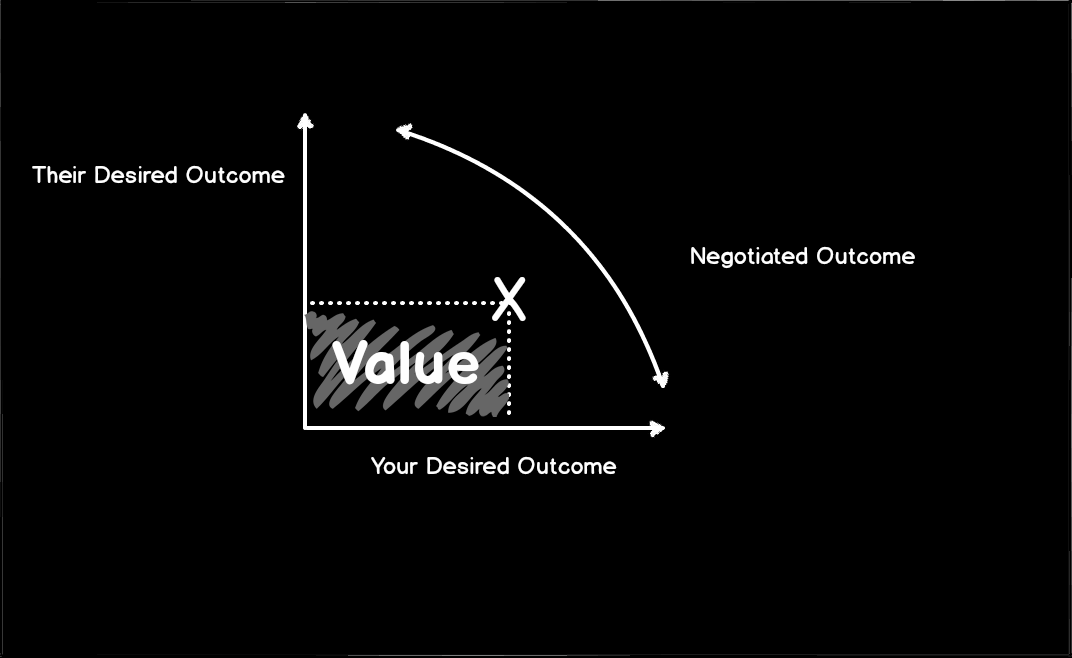 Their Desired Outcome
Negotiated Outcome
X
Value
Your Desired Outcome